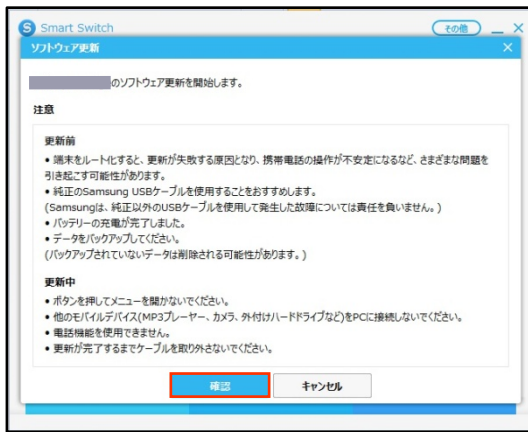 Smart Switch
その他
ソフトウェア更新
のソフトウェア更新を開始します。
注意
更新前
• 端末をルート化すると、更新が失敗する原因となり、携帯電話の操作が不安定になるなど、さまざまな問題を
引き起こす可能性があります。
• 純正のSamsung USBケーブルを使用することをおすすめします。
(Samsungは、純正以外のUSBケーブルを使用して発生した故障については責任を負いません。)
• バッテリーの充電が完了しました。
• データをバックアップしてください。
(バックアップされていないデータは削除される可能性があります。)
更新中
• ボタンを押してメニューを開かないでください。
• 他のモバイルデバイス(MP3プレーヤー、カメラ、外付けハードドライブなど)をPCに接続しないでください。
• 電話機能を使用できません。
• 更新が完了するまでケーブルを取り外さないでください。
確認
キャンセル